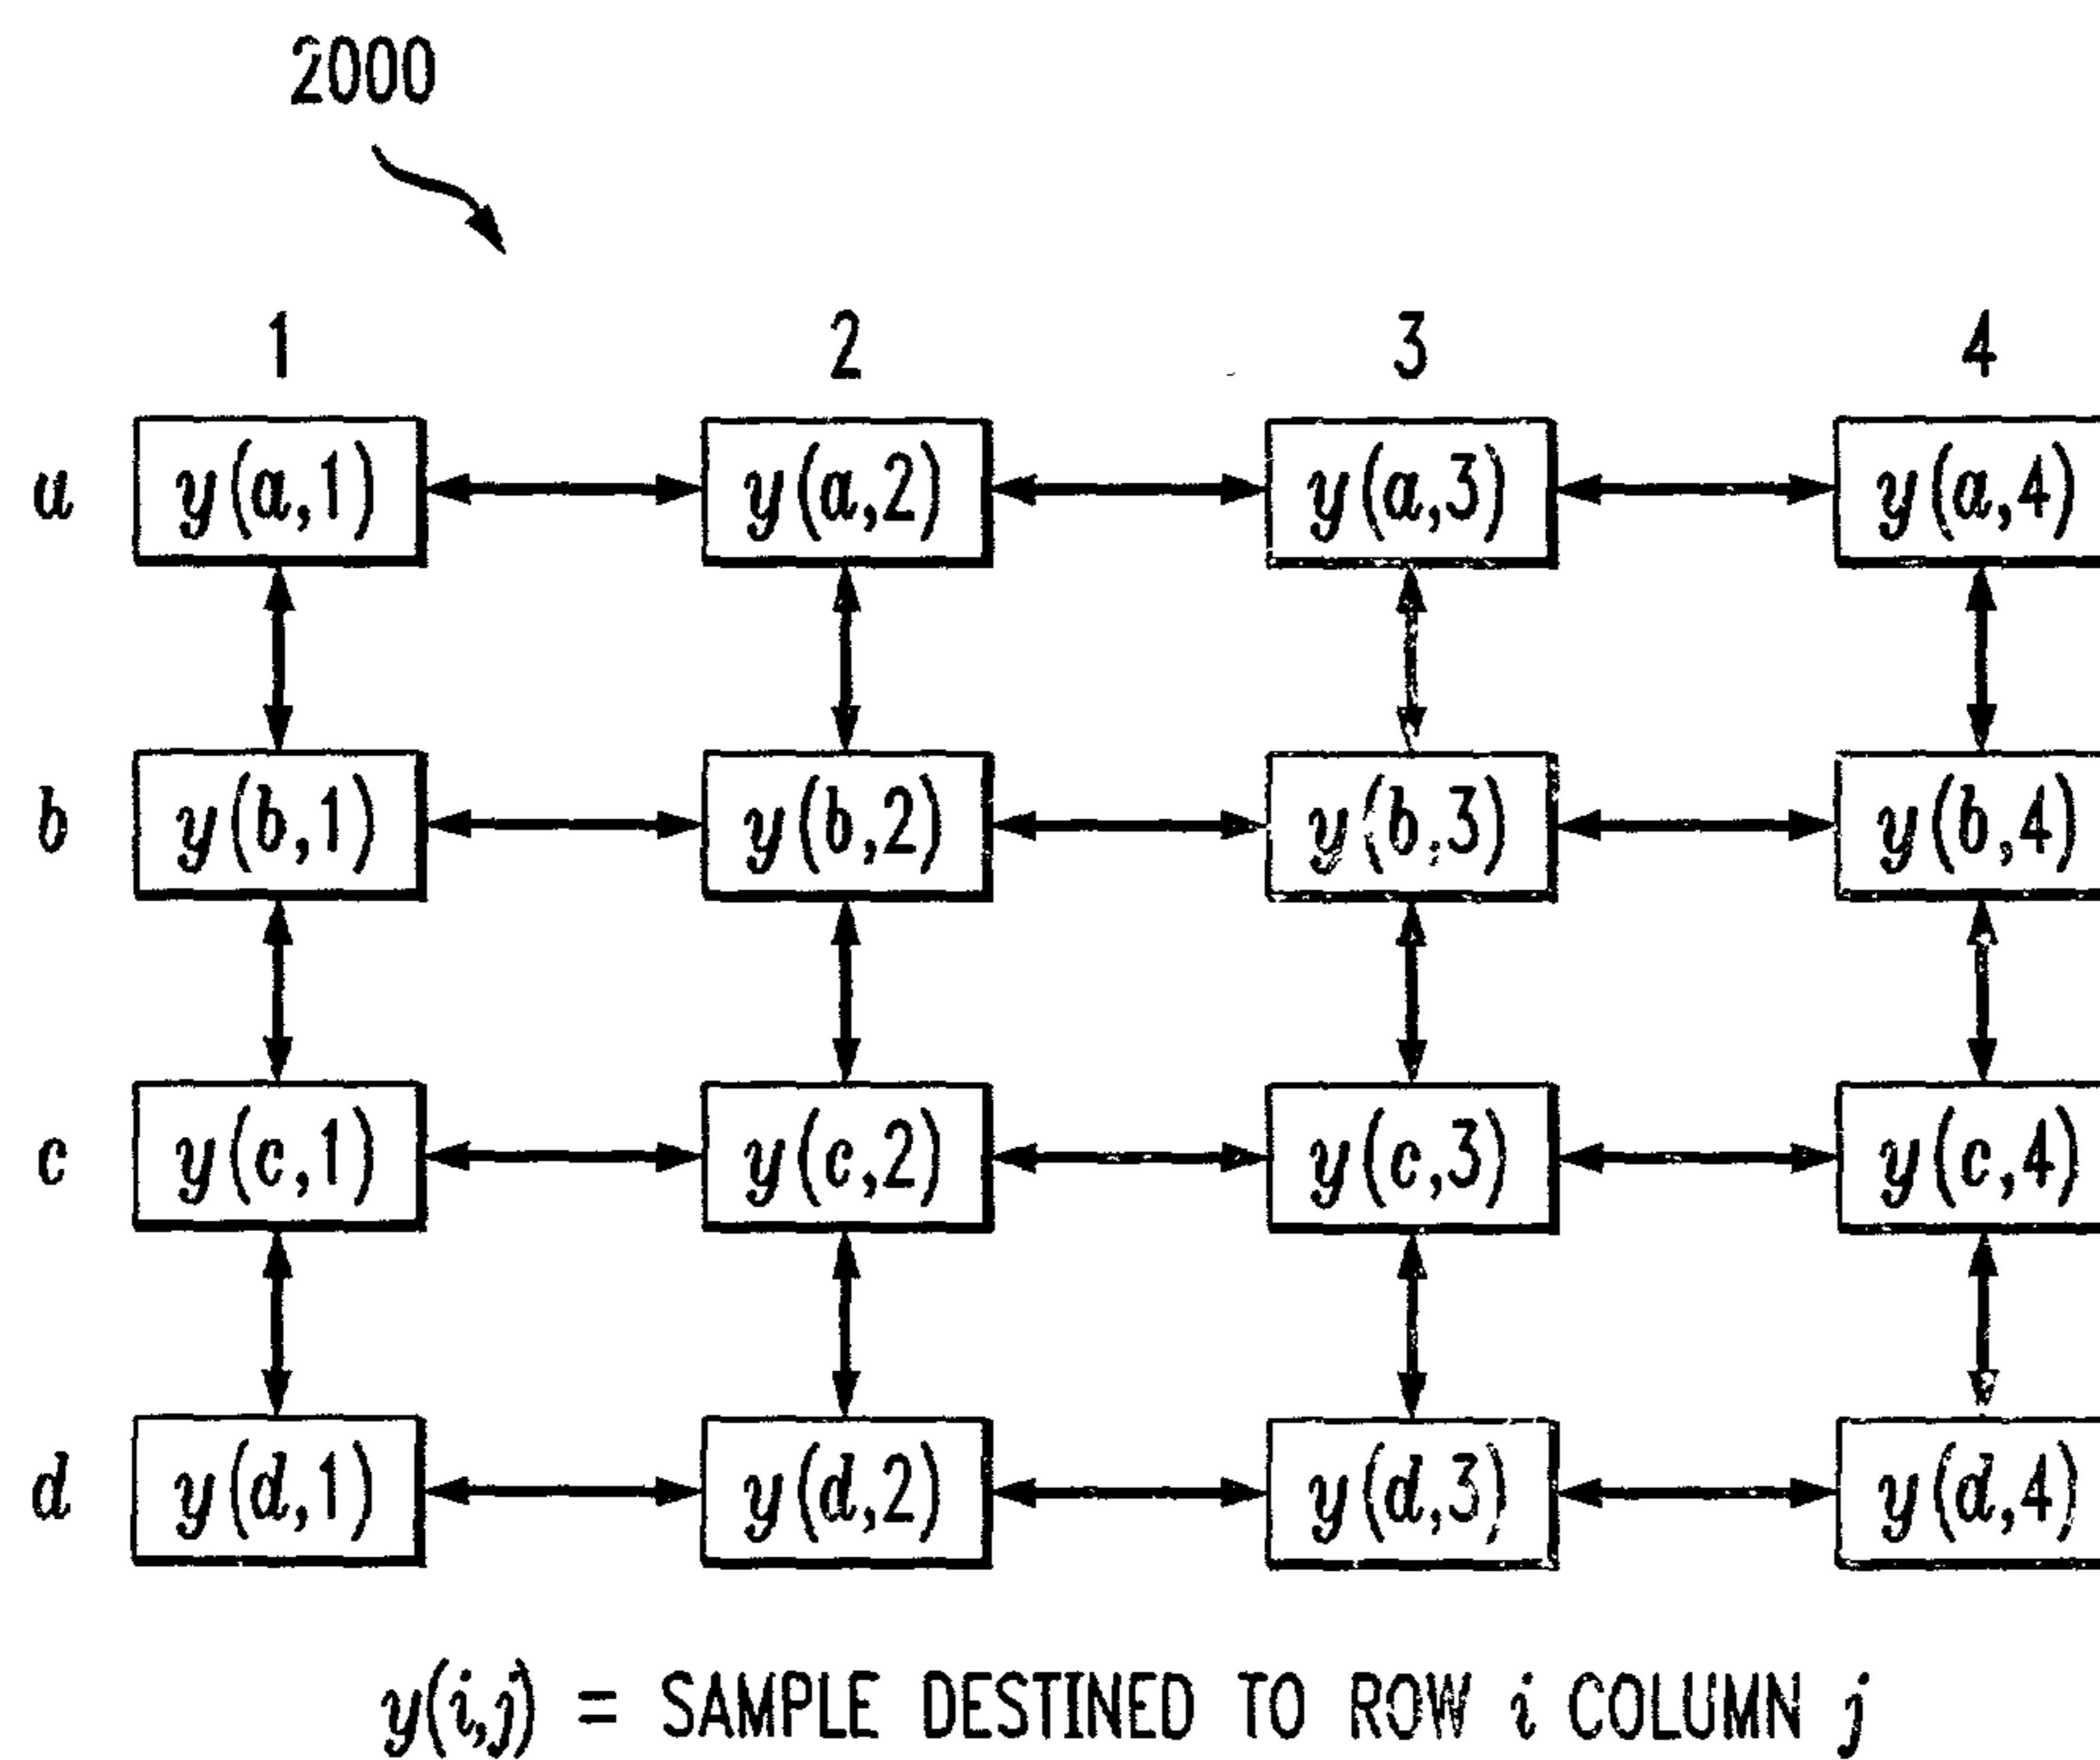 2000
1 2 3 4
a y(a,1) y(a,2) y(a,3) y(a,4)
b y(b,1) y(b,2) y(b,3) y(b,4)
c y(c,1) y(c,2) y(c,3) y(c,4)
d y(d,1) y(d,2) y(d,3) y(d,4)
y(i,j) = SAMPLE DESTINED TO ROW i COLUMN j